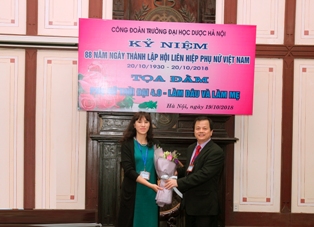 CÔNG ĐOÀN TRƯỜNG ĐẠI HỌC DƯỢC HÀ NỘI
KỶ NIỆM
88 NĂM NGÀY THÀNH LẬP HỘI LIÊN HIỆP PHỤ NỮ VIỆT NAM
20/10/1930 - 20/10/2018
TỌA ĐÀM
ĐẠI 4.0 - LÀM DÂU VÀ LÀM MẸ
Hà Nội, ngày 18/10/2018